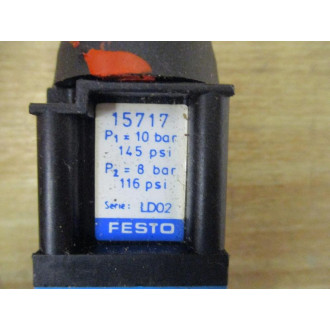 15717
P1 = 10 bar
145 psi
P2 = 8 bar
116 psi
Serie: LD02
FESTO